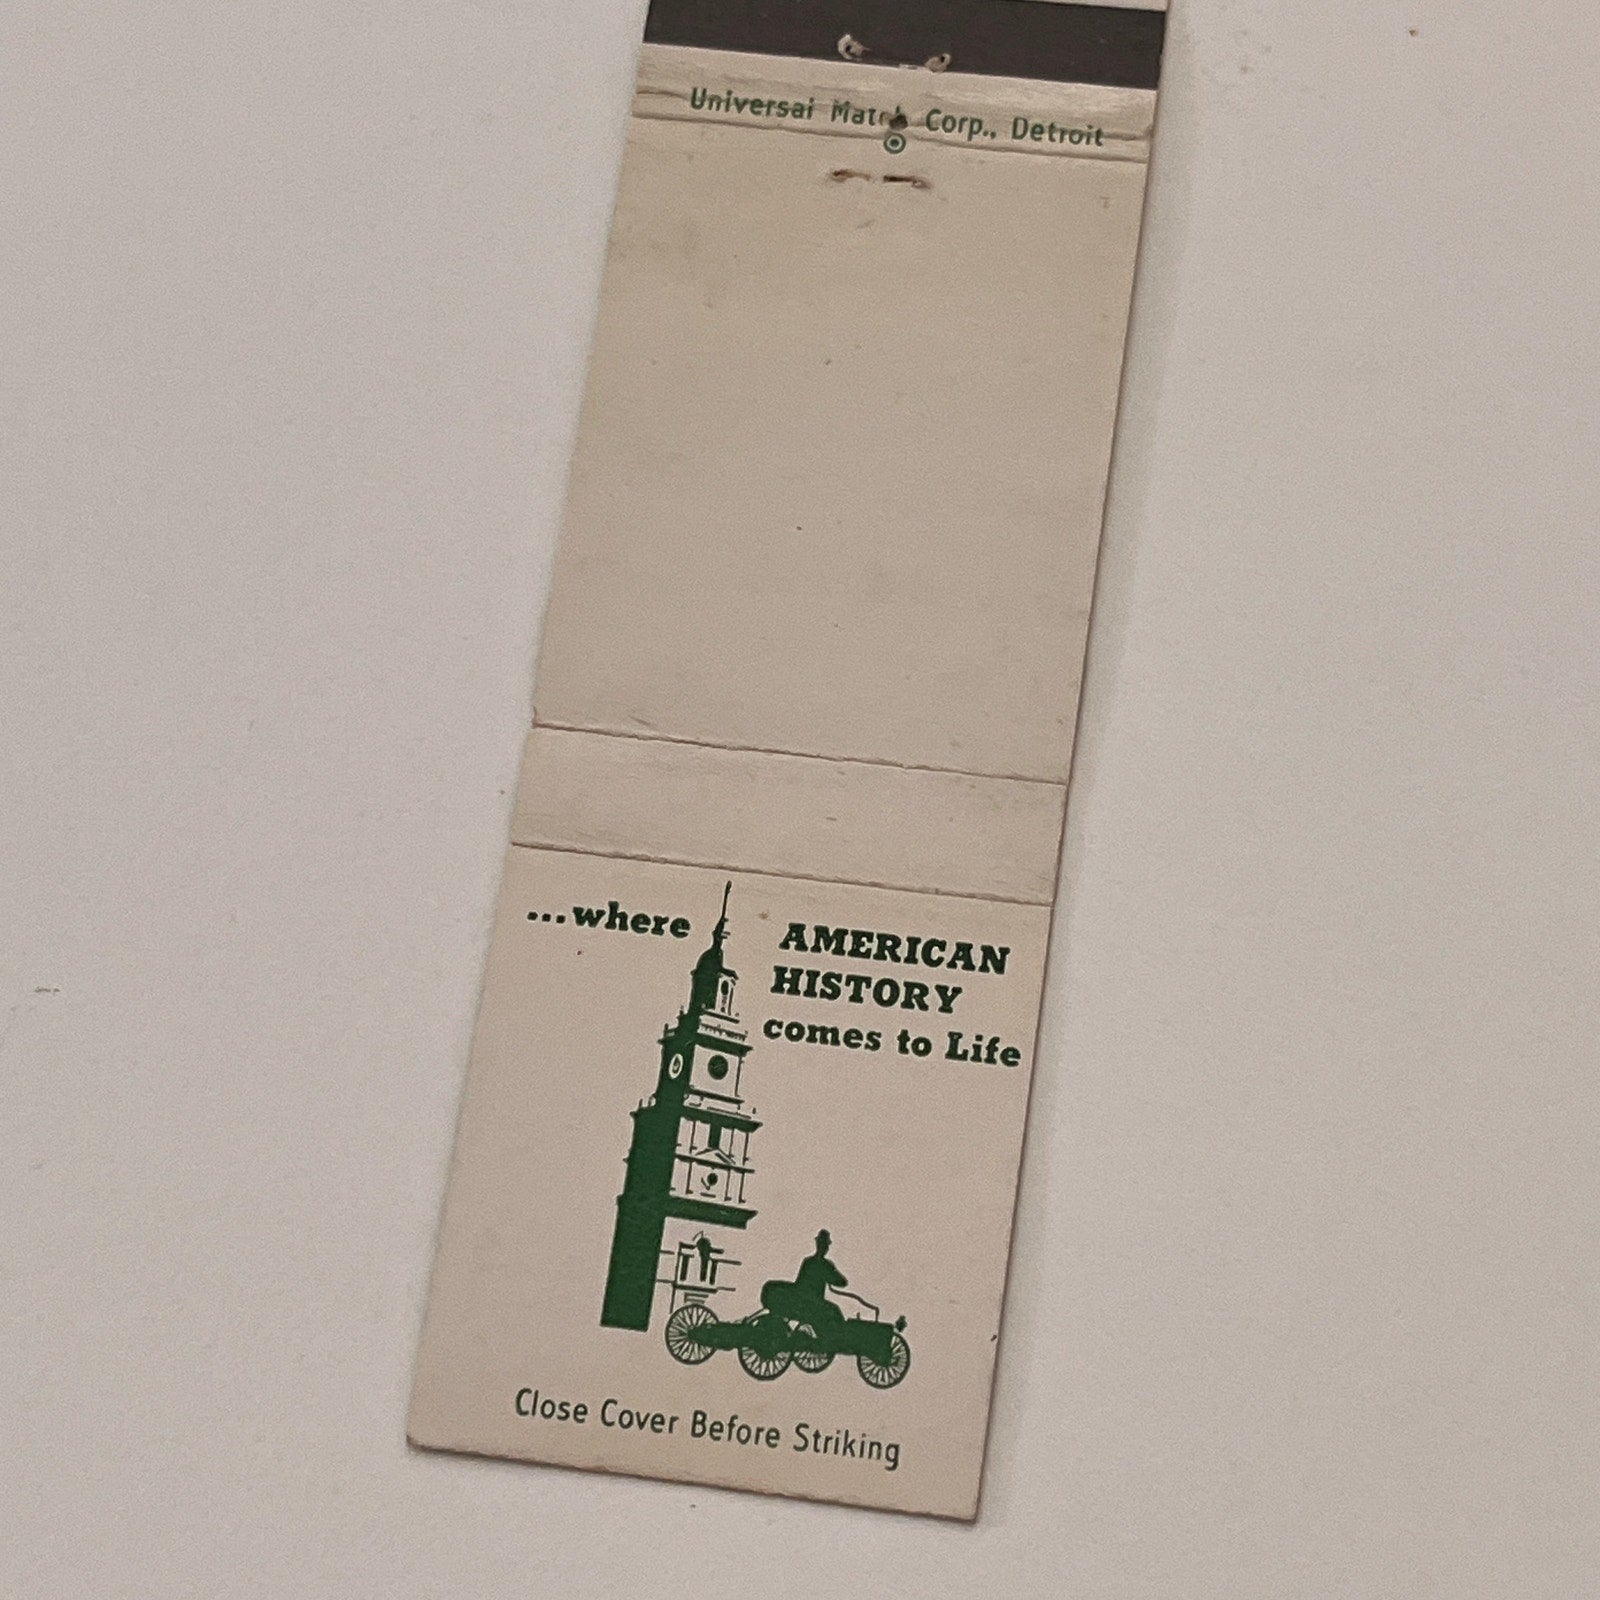 Universal Match Corp., Detroit
...where
AMERICAN
HISTORY
comes to Life
Close Cover Before Striking